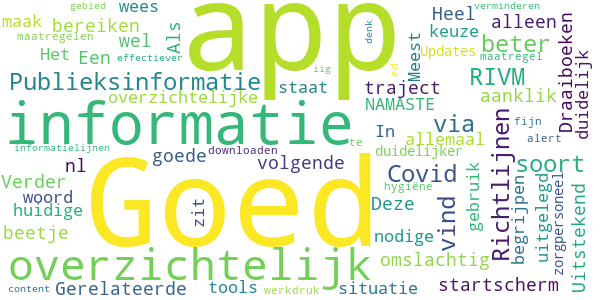 gebied
verminderen
maak
bereiken
wees
app
denk
Heel
alleen
maatregelen
Als
Meest
keuze
Het
Een
wel
effectiever
iig
ed
Updates
beter
maatregel
Draaiboeken
duidelijk
Publieksinformatie
staat
traject
RIVM
overzichtelijke
NAMASTE
aanklik
informatie
via
In
allemaal
fijn
alert
informatielijnen
te
nl
goede
downloaden
volgende
duidelijker
Richtlijnen
soort
Verder
Goed
Covid
vind
begrijpen
uitgelegd
zorgpersoneel
Uitstekend
woord
zit
hygiëne
gebruik
huidige
Deze
beetje
nodige
overzichtelijk
omslachtig
content
Gerelateerde
tools
werkdruk
situatie
startscherm